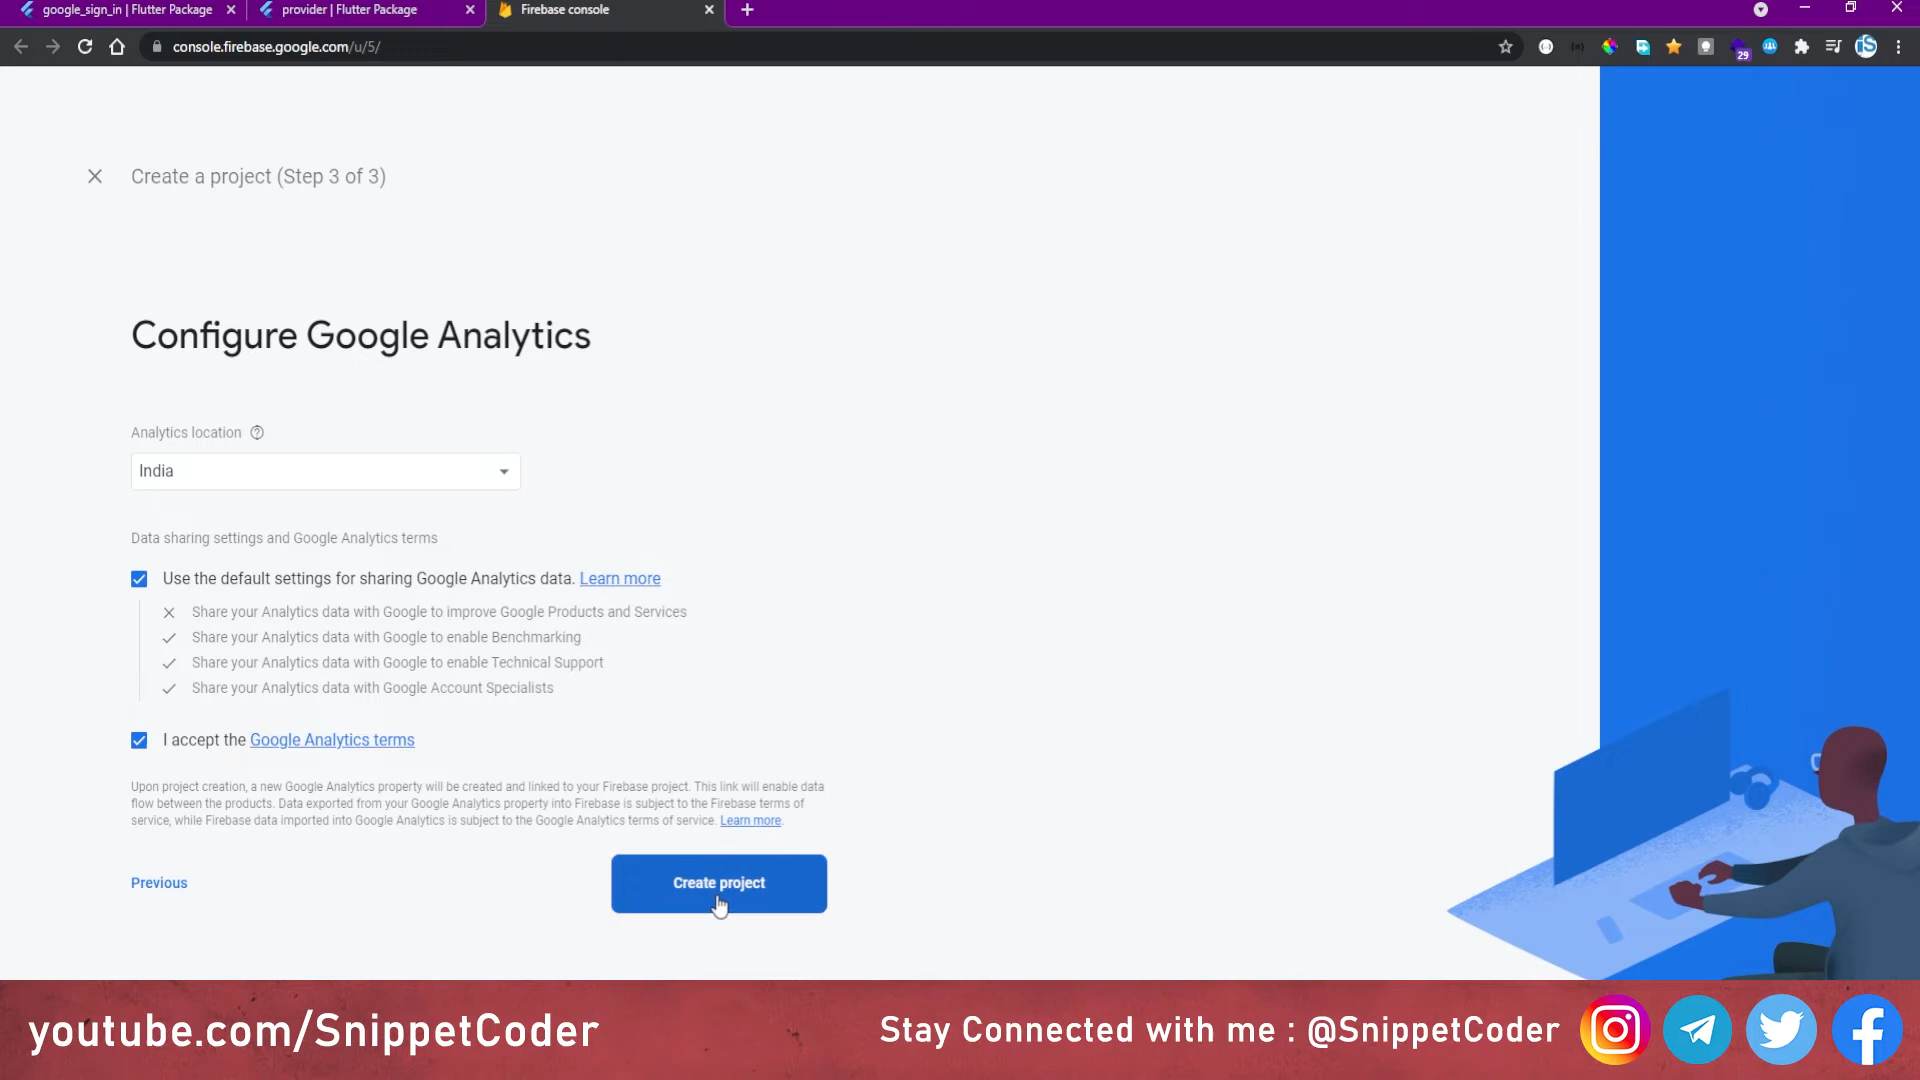 google_sign_in | Flutter Package
provider | Flutter Package
Firebase console
console.firebase.google.com/u/5/
29
Create a project (Step 3 of 3)
Configure Google Analytics
Analytics location
India
Data sharing settings and Google Analytics terms
Use the default settings for sharing Google Analytics data. Learn more
Share your Analytics data with Google to improve Google Products and Services
Share your Analytics data with Google to enable Benchmarking
Share your Analytics data with Google to enable Technical Support
Share your Analytics data with Google Account Specialists
I accept the Google Analytics terms
Upon project creation, a new Google Analytics property will be created and linked to your Firebase project. This link will enable data
flow between the products. Data exported from your Google Analytics property into Firebase is subject to the Firebase terms of
service, while Firebase data imported into Google Analytics is subject to the Google Analytics terms of service. Learn more.
Previous
Create project
youtube.com/SnippetCoder
Stay Connected with me : @SnippetCoder